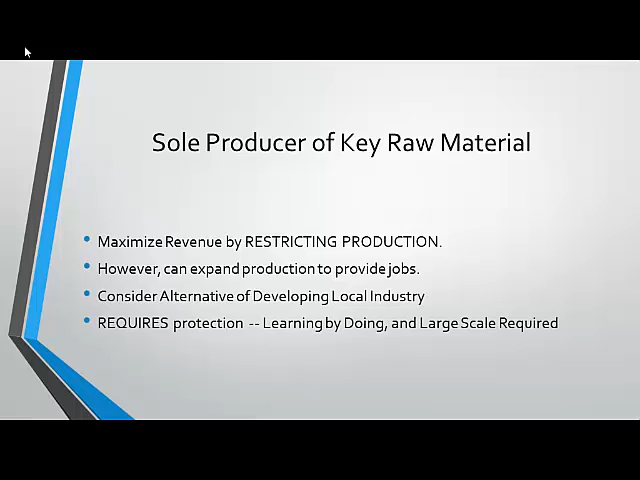 Sole Producer of Key Raw Material
• Maximize Revenue by RESTRICTING PRODUCTION.
• However, can expand production to provide jobs.
• Consider Alternative of Developing Local Industry
• REQUIRES protection -- Learning by Doing, and Large Scale Required